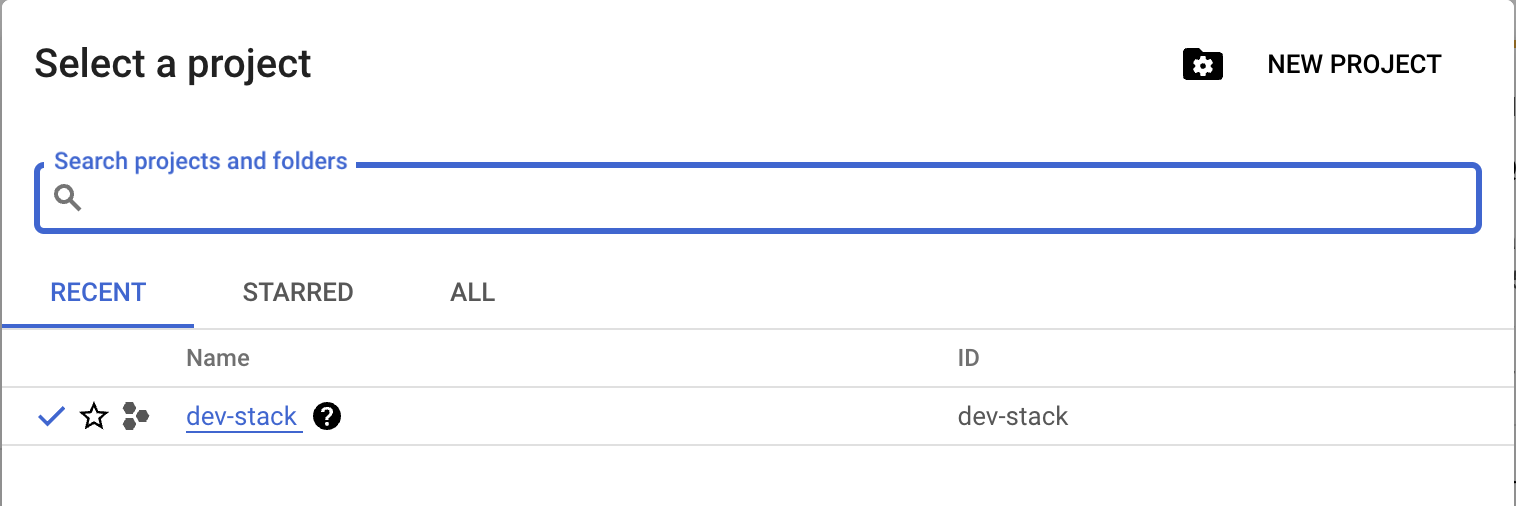 Select a project
NEW PROJECT
Search projects and folders
RECENT STARRED ALL
Name ID
dev-stack ? dev-stack